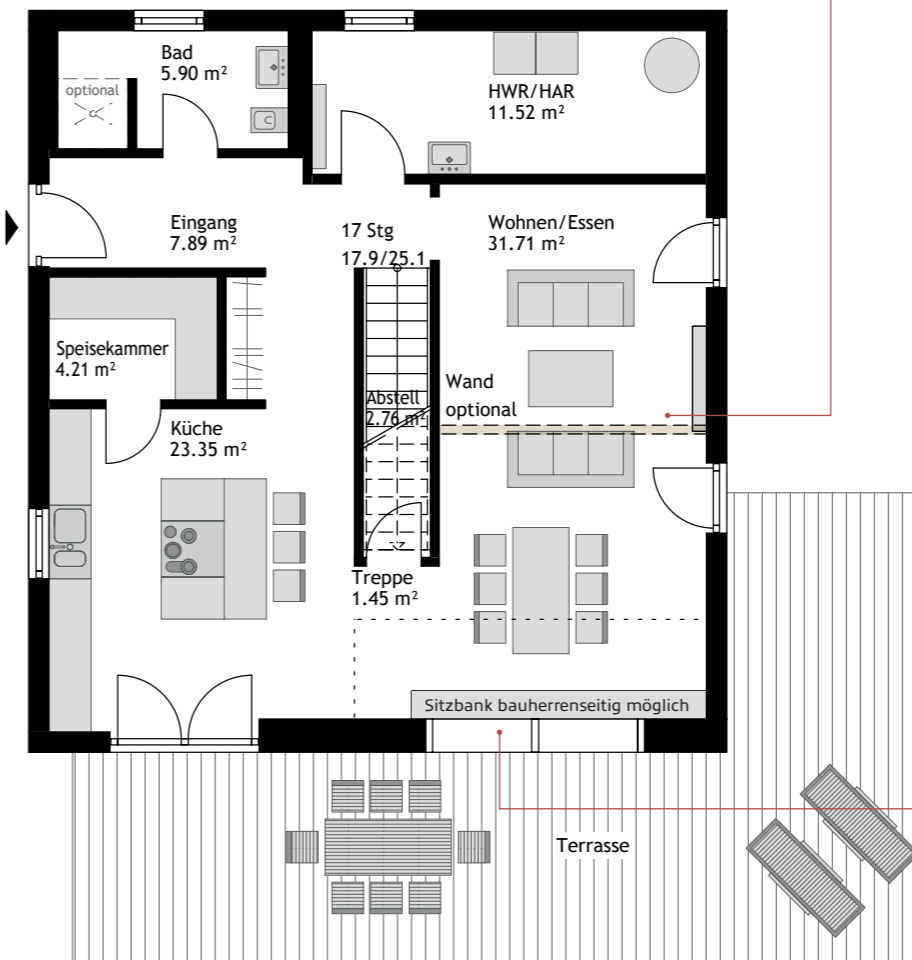 Bad
5.90 m²
optional
HWR/HAR
11.52 m²
Eingang
7.89 m²
17 Stg
17.9/25.1
Wohnen/Essen
31.71 m²
Speisekammer
4.21 m²
Abstell
2.76 m²
Wand
optional
Küche
23.35 m²
Treppe
1.45 m²
Sitzbank bauherrenseitig möglich
Terrasse